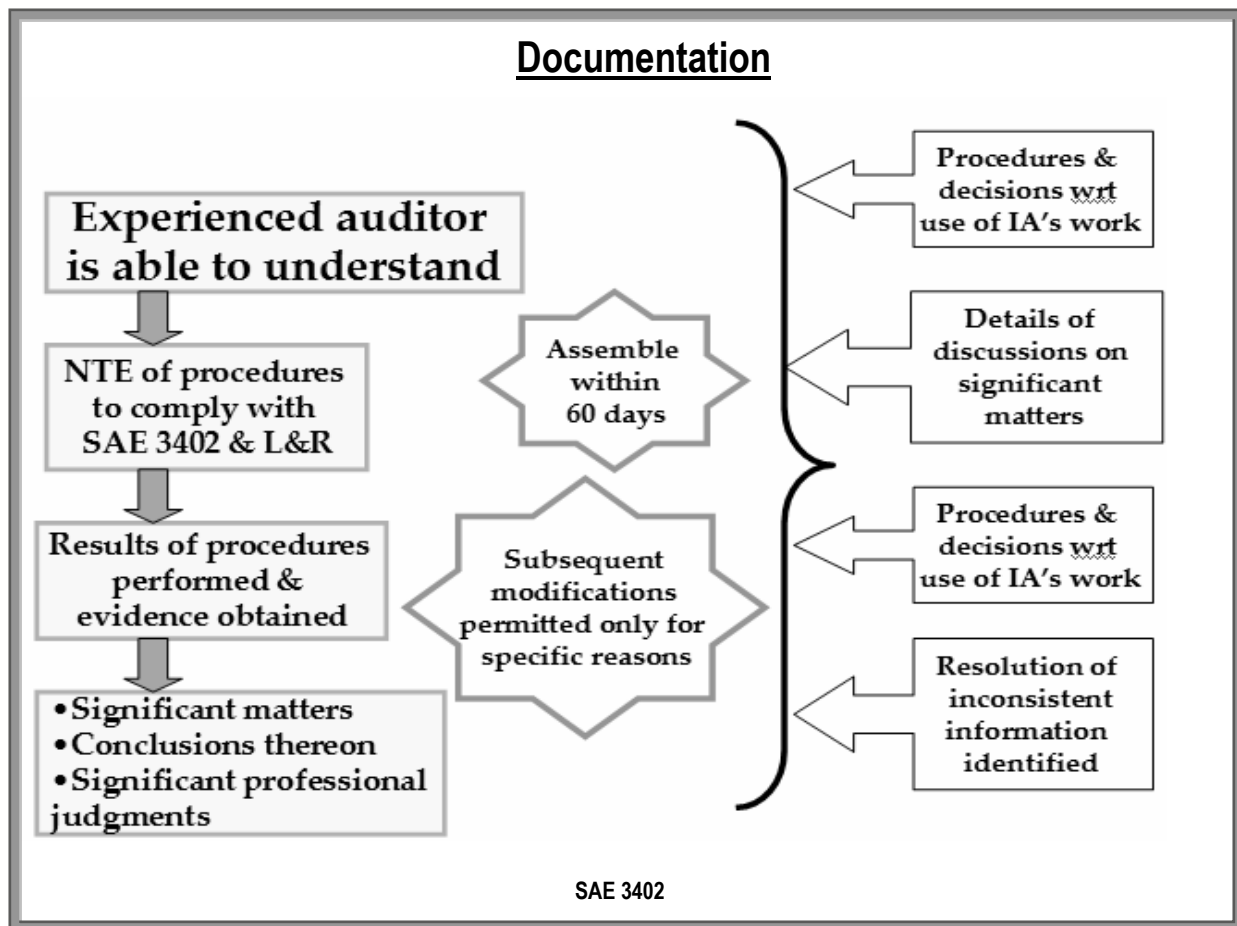 Documentation
Experienced auditor
is able to understand
NTE of procedures
to comply with
SAE 3402 & L&R
Results of procedures
performed &
evidence obtained
•Significant matters
•Conclusions thereon
•Significant professional
judgments
Assemble
within
60 days
Subsequent
modifications
permitted only for
specific reasons
Procedures &
decisions wrt
use of IA's work
Details of
discussions on
significant
matters
Procedures &
decisions wrt
use of IA's work
Resolution of
inconsistent
information
identified
SAE 3402